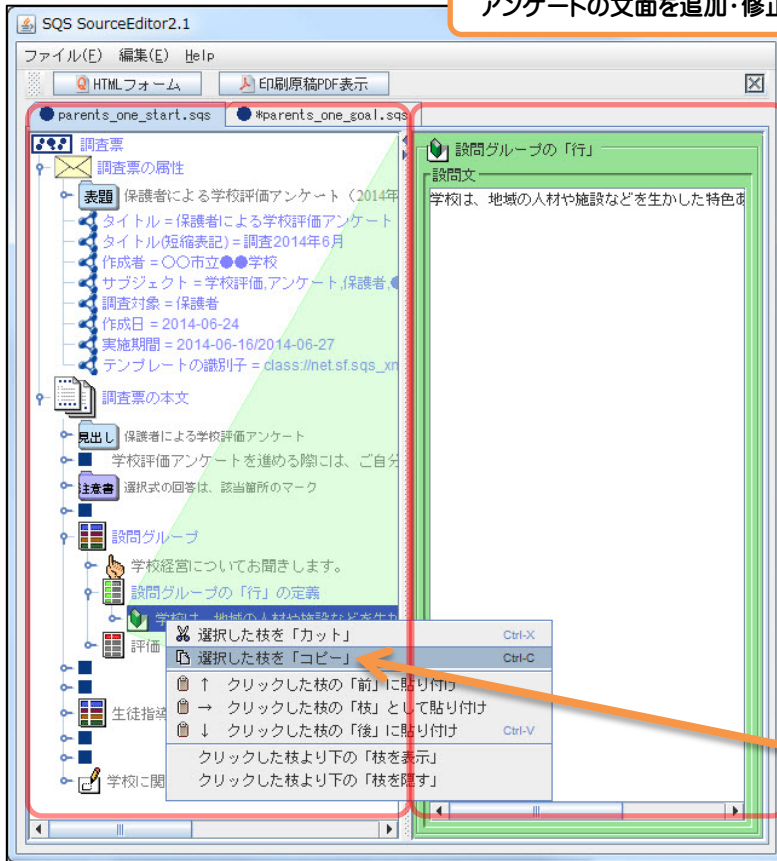 アンケートの文面を追加・修正
SQS SourceEditor2.1
ファイル(F) 編集(E) Help
HTMLフォーム 印刷原稿PDF表示
parents_one_start.sqs *parents_one_goal.sqs
調査票
調査票の属性
表題 保護者による学校評価アンケート（2014年
タイトル = 保護者による学校評価アンケート
タイトル(短縮表記) = 調査2014年6月
作成者 = 〇〇市立●●学校
サブジェクト = 学校評価,アンケート,保護者,●
調査対象 = 保護者
作成日 = 2014-06-24
実施期間 = 2014-06-16/2014-06-27
テンプレートの識別子 = class://net.sf.sqs_xn
調査票の本文
見出し 保護者による学校評価アンケート
学校評価アンケートを進める際には、ご自分
注意書 選択式の回答は、該当箇所のマーク
設問グループ
学校経営についてお聞きします。
設問グループの「行」の定義
学校は、地域の人材や施設などを生か
評価
生徒指導
学校に関
選択した枝を「カット」 Ctrl-X
選択した枝を「コピー」 Ctrl-C
↑ クリックした枝の「前」に貼り付け
→ クリックした枝の「枝」として貼り付け
↓ クリックした枝の「後」に貼り付け Ctrl-V
クリックした枝より下の「枝を表示」
クリックした枝より下の「枝を隠す」
設問グループの「行」
設問文
学校は、地域の人材や施設などを生かした特色あ